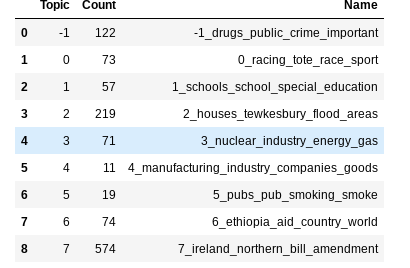 Topic Count Name
0 -1 122 -1_drugs_public_crime_important
1 0 73 0_racing_tote_race_sport
2 1 57 1_schools_school_special_education
3 2 219 2_houses_tewkesbury_flood_areas
4 3 71 3_nuclear_industry_energy_gas
5 4 11 4_manufacturing_industry_companies_goods
6 5 19 5_pubs_pub_smoking_smoke
7 6 74 6_ethiopia_aid_country_world
8 7 574 7_ireland_northern_bill_amendment